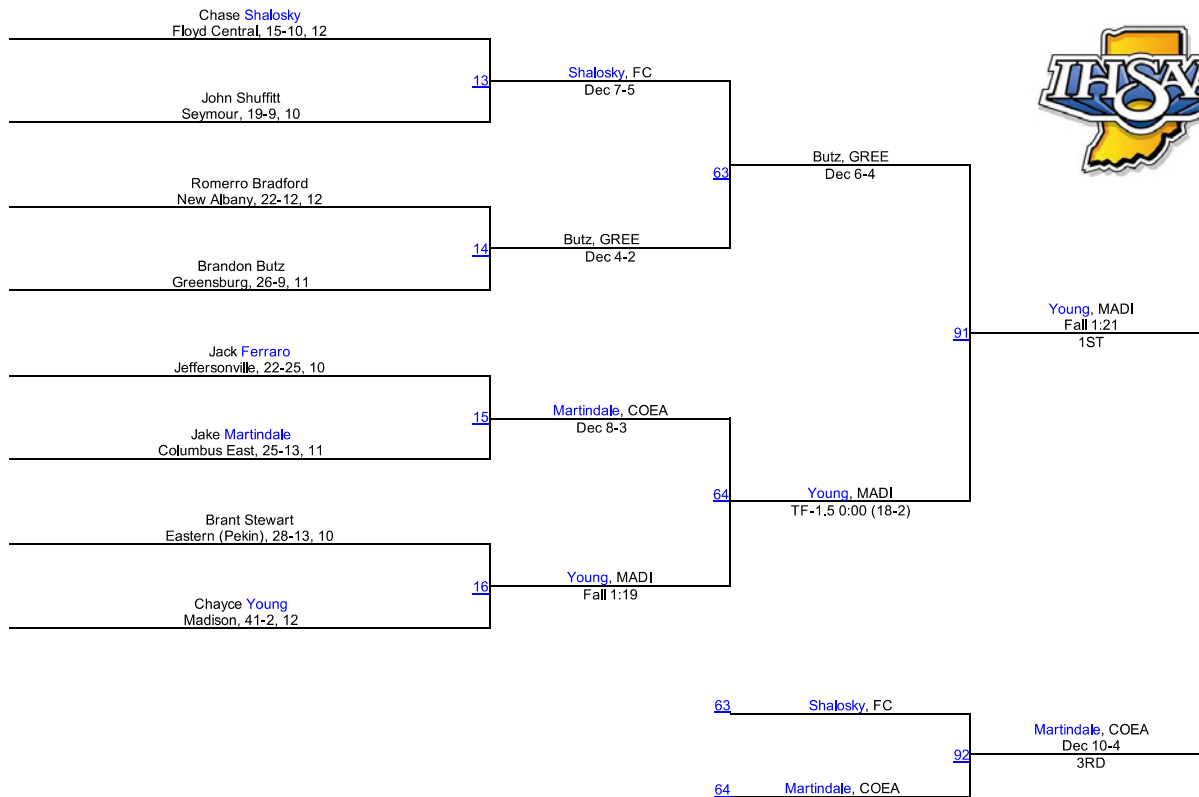 Chase Shalosky
Floyd Central, 15-10, 12
13
Shalosky, FC
Dec 7-5
John Shuffitt
Seymour, 19-9, 10
IHSAA
63
Butz, GREE
Dec 6-4
Romerro Bradford
New Albany, 22-12, 12
14
Butz, GREE
Dec 4-2
Brandon Butz
Greensburg, 26-9, 11
91
Young, MADI
Fall 1:21
1ST
Jack Ferraro
Jeffersonville, 22-25, 10
15
Martindale, COEA
Dec 8-3
Jake Martindale
Columbus East, 25-13, 11
64
Young, MADI
TF-1.5 0:00 (18-2)
Brant Stewart
Eastern (Pekin), 28-13, 10
16
Young, MADI
Fall 1:19
Chayce Young
Madison, 41-2, 12
63
Shalosky, FC
92
Martindale, COEA
Dec 10-4
3RD
64
Martindale, COEA